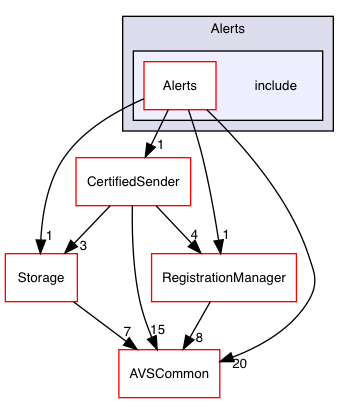 Alerts
Alerts
include
1
CertifiedSender
1
3
4
1
Storage
RegistrationManager
7
15
8
20
AVSCommon